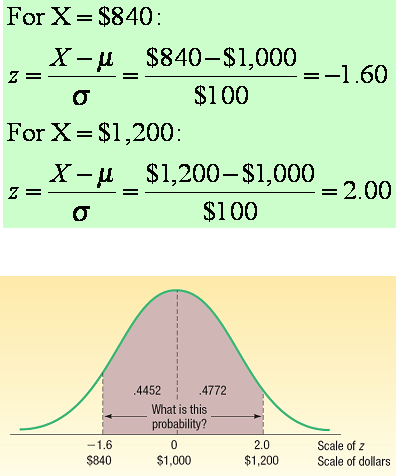 For X = $840:
z = (X − μ)/σ = ($840 − $1,000)/$100 = −1.60
For X = $1,200:
z = (X − μ)/σ = ($1,200 − $1,000)/$100 = 2.00
.4452 .4772
What is this
probability?
−1.6 0 2.0 Scale of z
$840 $1,000 $1,200 Scale of dollars